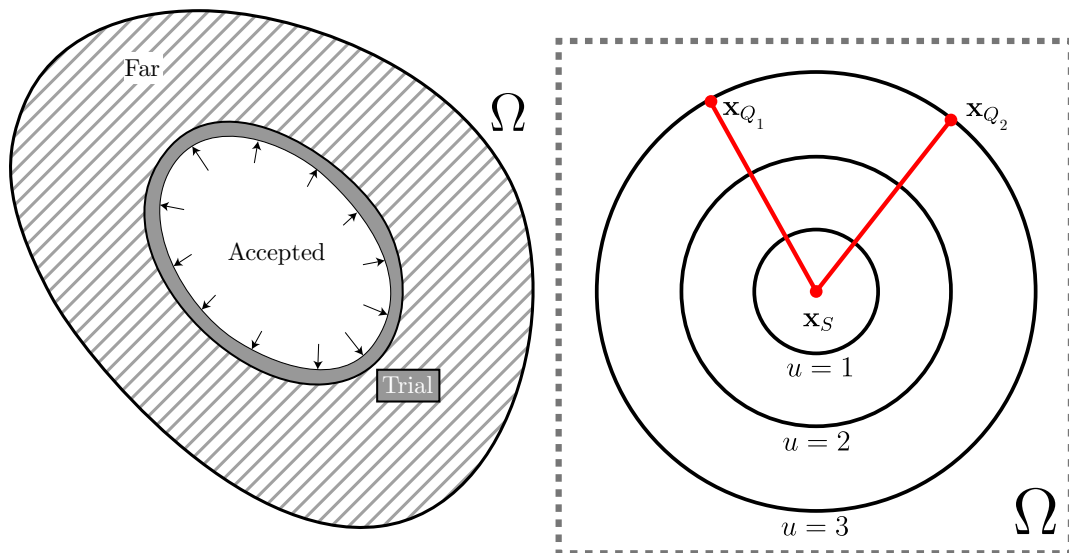 Far
Ω
Accepted
Trial
𝐱_{Q_1}
𝐱_{Q_2}
𝐱_S
u = 1
u = 2
u = 3
Ω